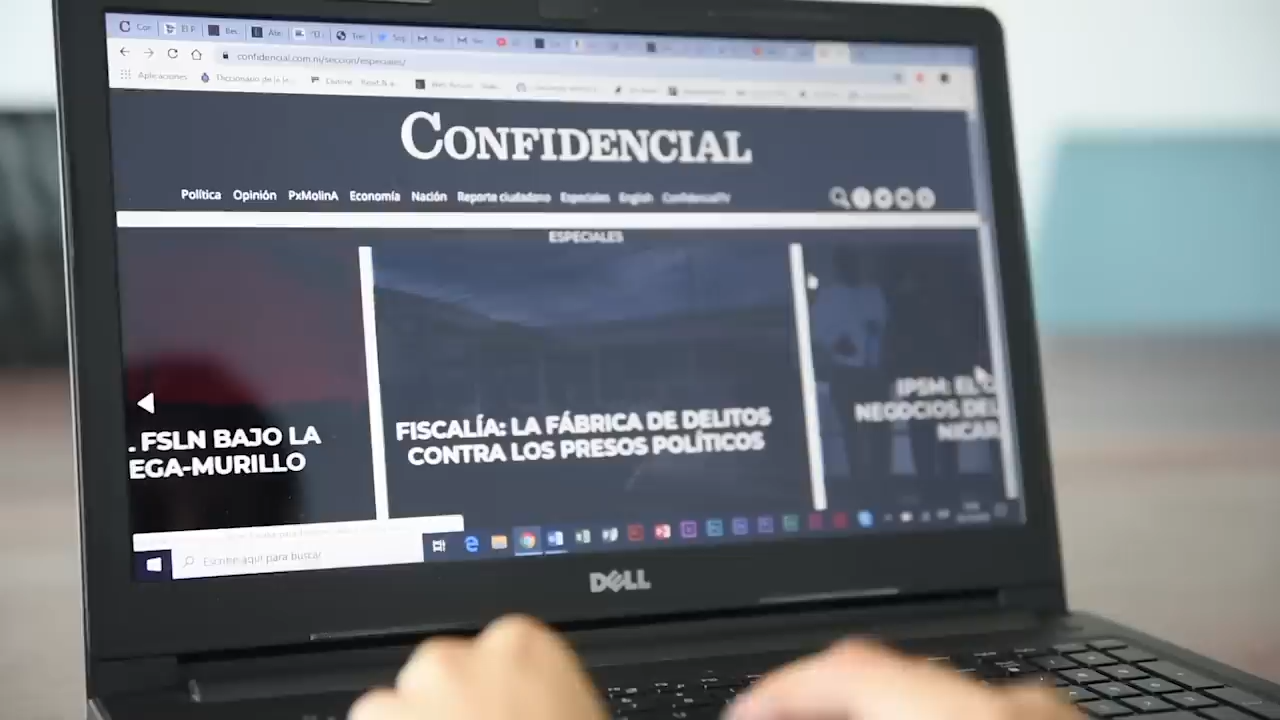 confidencial.com.ni/seccion/especiales/
Aplicaciones
CONFIDENCIAL
Política Opinión PxMolinA Economía Nación Reporte ciudadano Especiales English ConfidencialTV
ESPECIALES
. FSLN BAJO LA
EGA-MURILLO
FISCALÍA: LA FÁBRICA DE DELITOS
CONTRA LOS PRESOS POLÍTICOS
IPSM: EL
NEGOCIOS DEL
NICAR
Escribe aquí para buscar
DELL